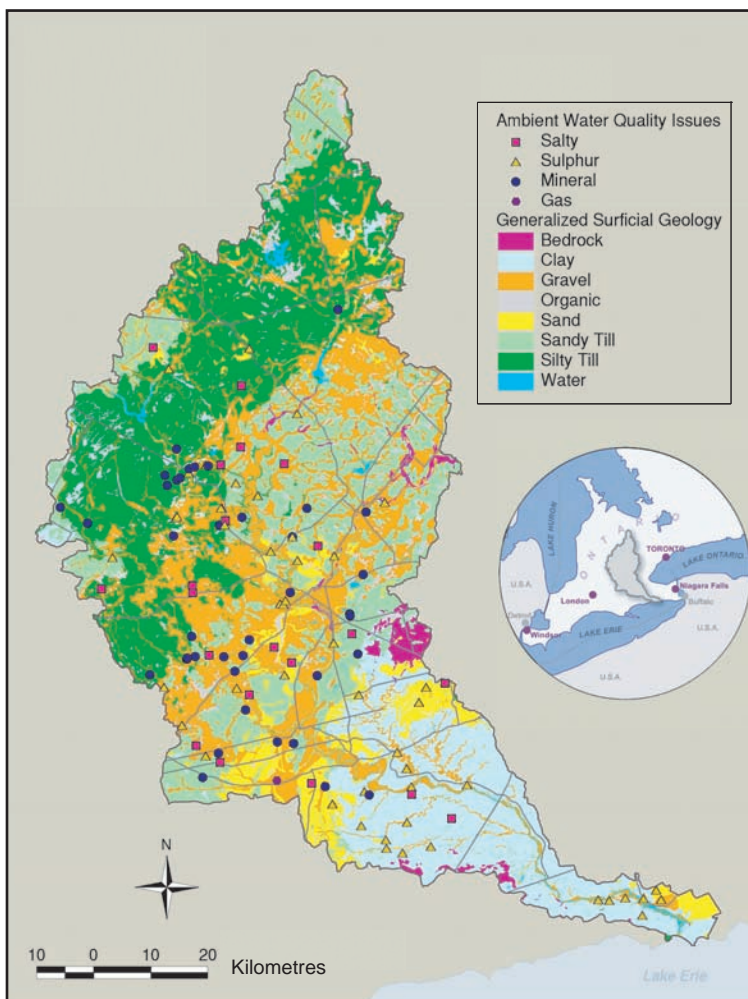 Ambient Water Quality Issues
Salty
Sulphur
Mineral
Gas
Generalized Surficial Geology
Bedrock
Clay
Gravel
Organic
Sand
Sandy Till
Silty Till
Water
LAKE HURON
ONTARIO
TORONTO
LAKE ONTARIO
U.S.A.
Niagara Falls
London
Buffalo
Detroit
Windsor
LAKE ERIE
U.S.A.
U.S.A.
N
10 0 10 20 Kilometres
Lake Erie